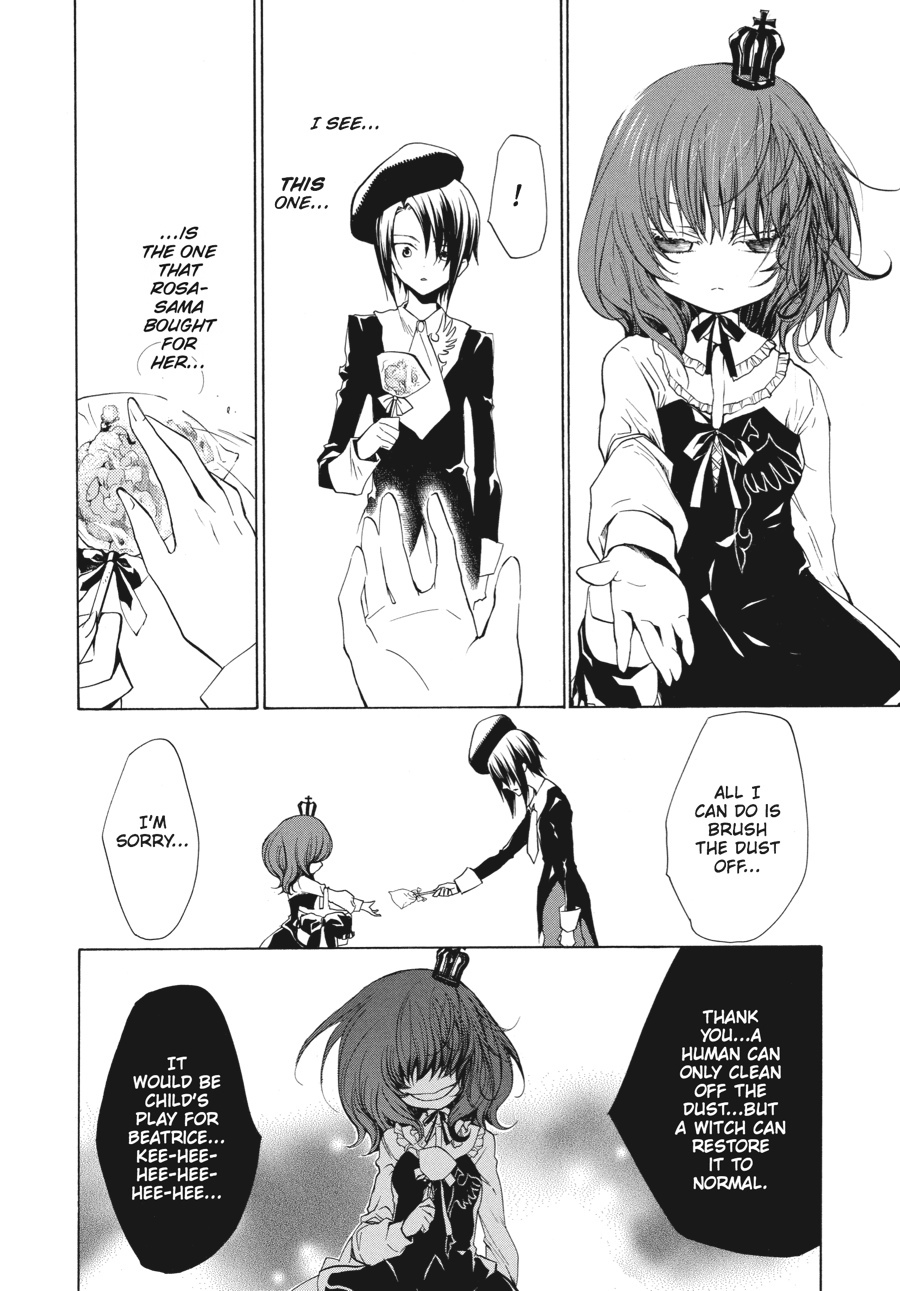 !
I SEE...
THIS
ONE...
...IS
THE ONE
THAT
ROSA-
SAMA
BOUGHT
FOR
HER...
ALL I
CAN DO IS
BRUSH
THE DUST
OFF...
I'M
SORRY...
THANK
YOU...A
HUMAN CAN
ONLY CLEAN
OFF THE
DUST...BUT
A WITCH CAN
RESTORE
IT TO
NORMAL.
IT
WOULD BE
CHILD'S
PLAY FOR
BEATRICE...
KEE-HEE-
HEE-HEE-
HEE-HEE...